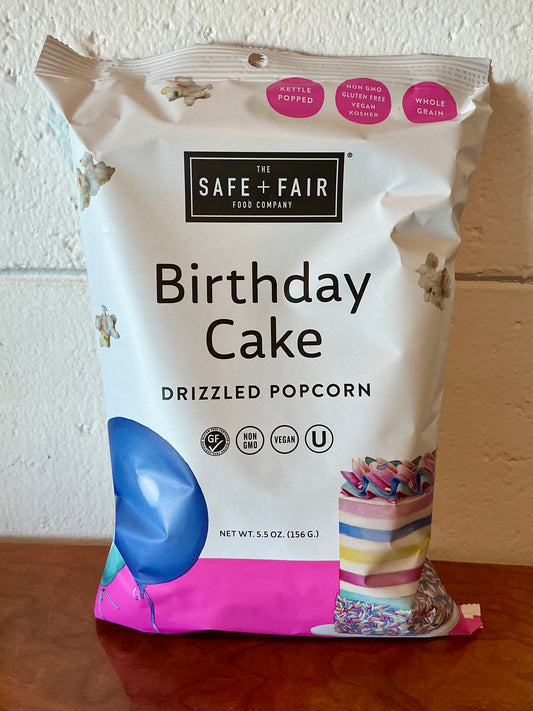 KETTLE
POPPED
NON GMO
GLUTEN FREE
VEGAN
KOSHER
WHOLE
GRAIN
THE
SAFE + FAIR
FOOD COMPANY
®
Birthday
Cake
DRIZZLED POPCORN
GF
NON
GMO
VEGAN
U
NET WT. 5.5 OZ. (156 G.)